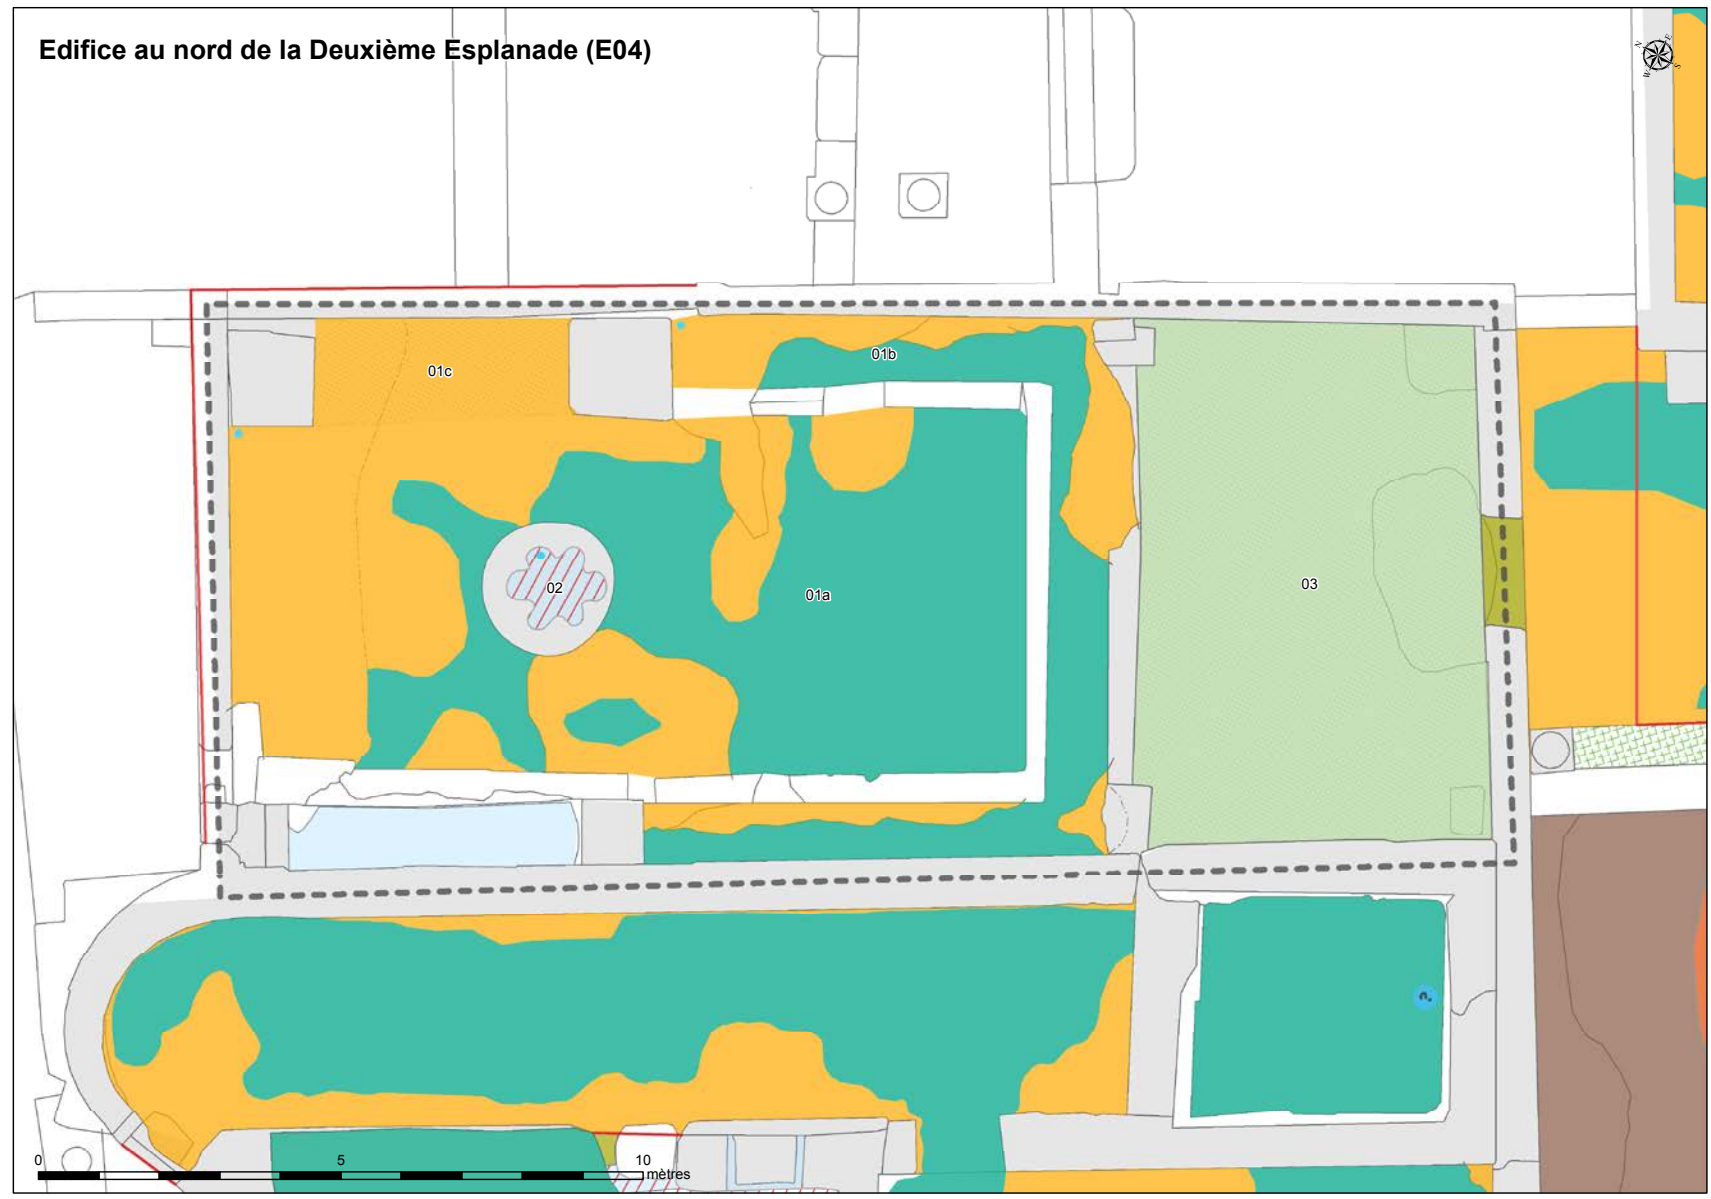 Edifice au nord de la Deuxième Esplanade (E04)
N
E
W
S
01b
01c
03
02
01a
0
5
10
mètres